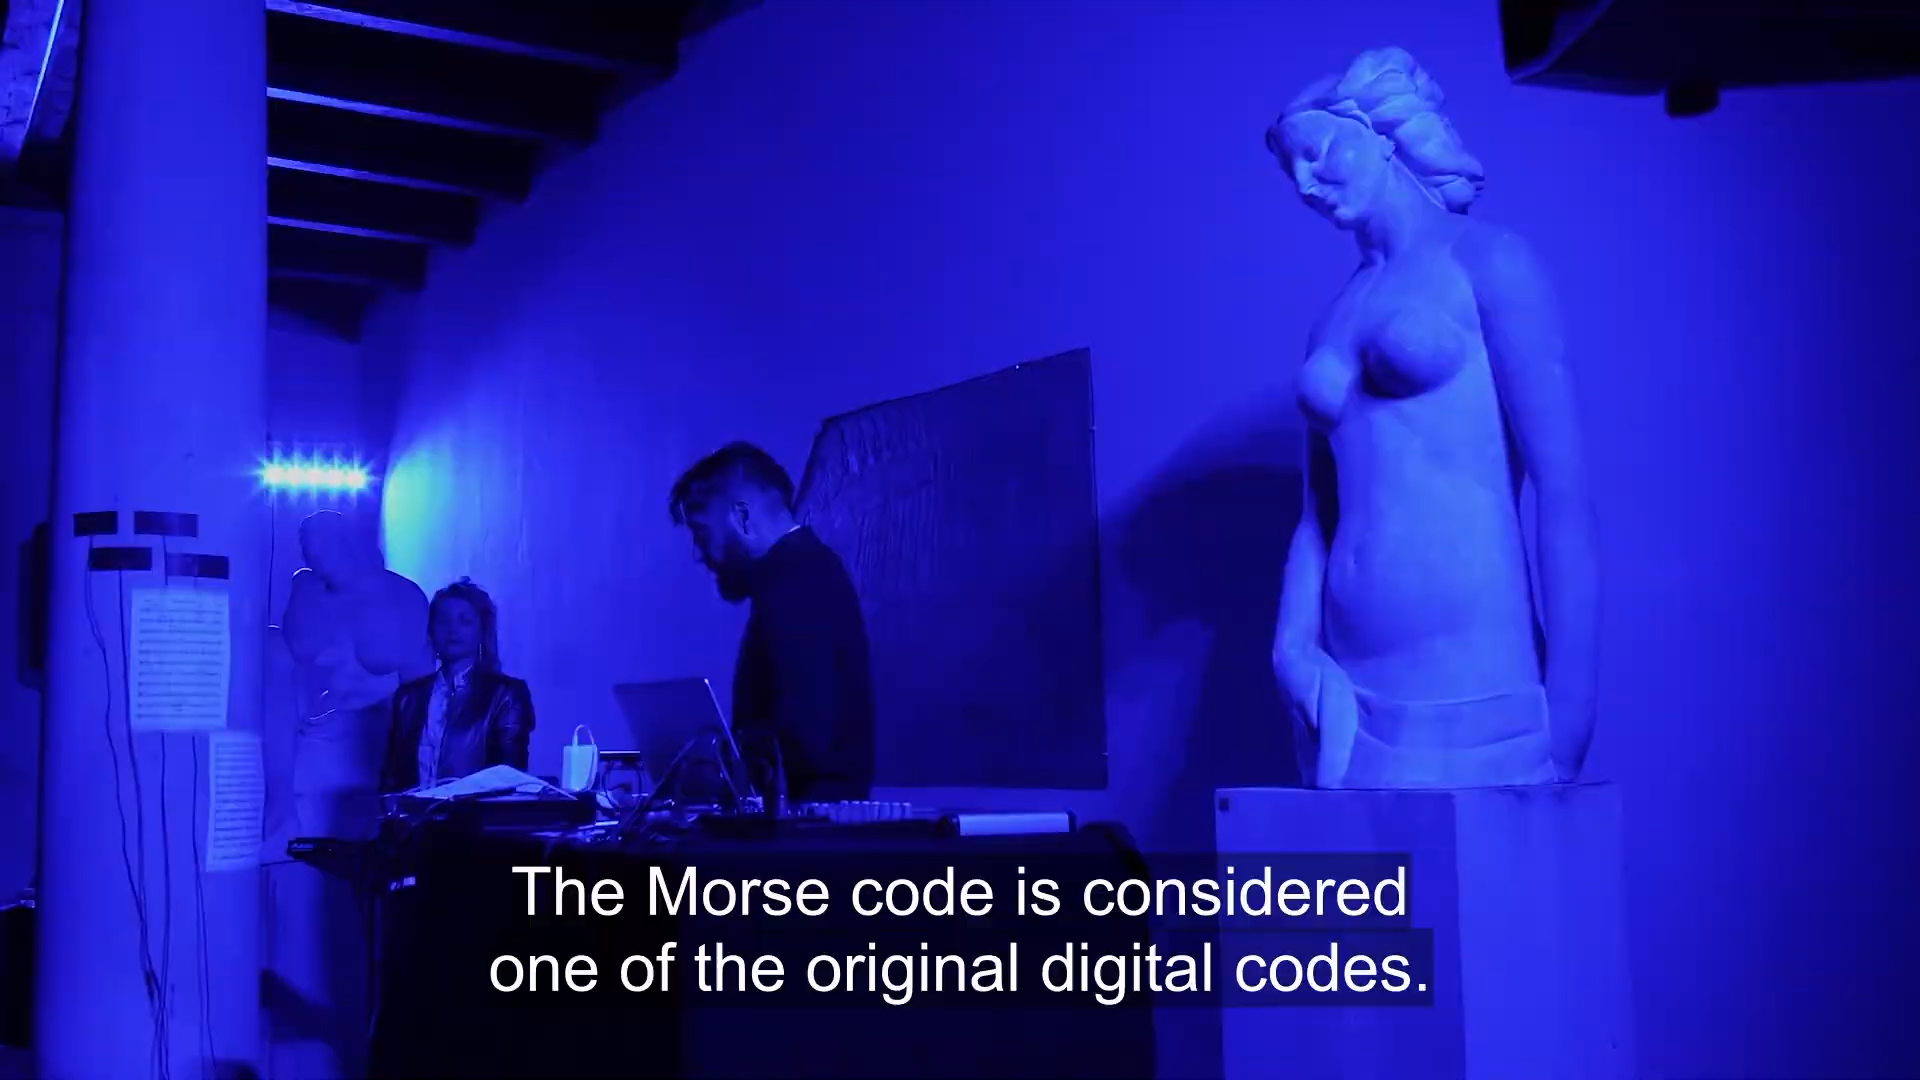 The Morse code is considered
one of the original digital codes.